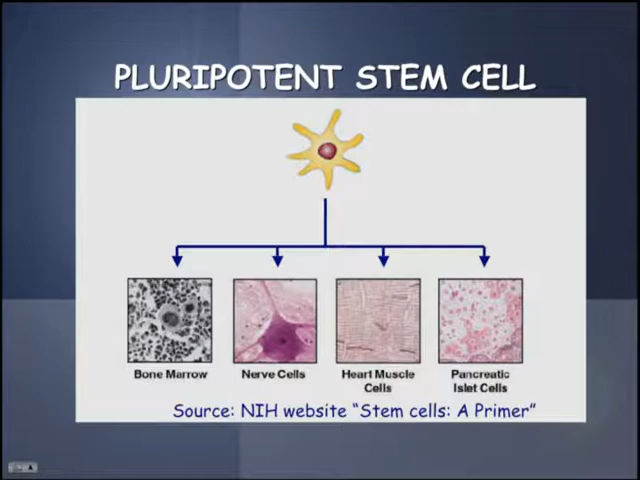 PLURIPOTENT STEM CELL
Bone Marrow
Nerve Cells
Heart Muscle
Cells
Pancreatic
Islet Cells
Source: NIH website “Stem cells: A Primer”